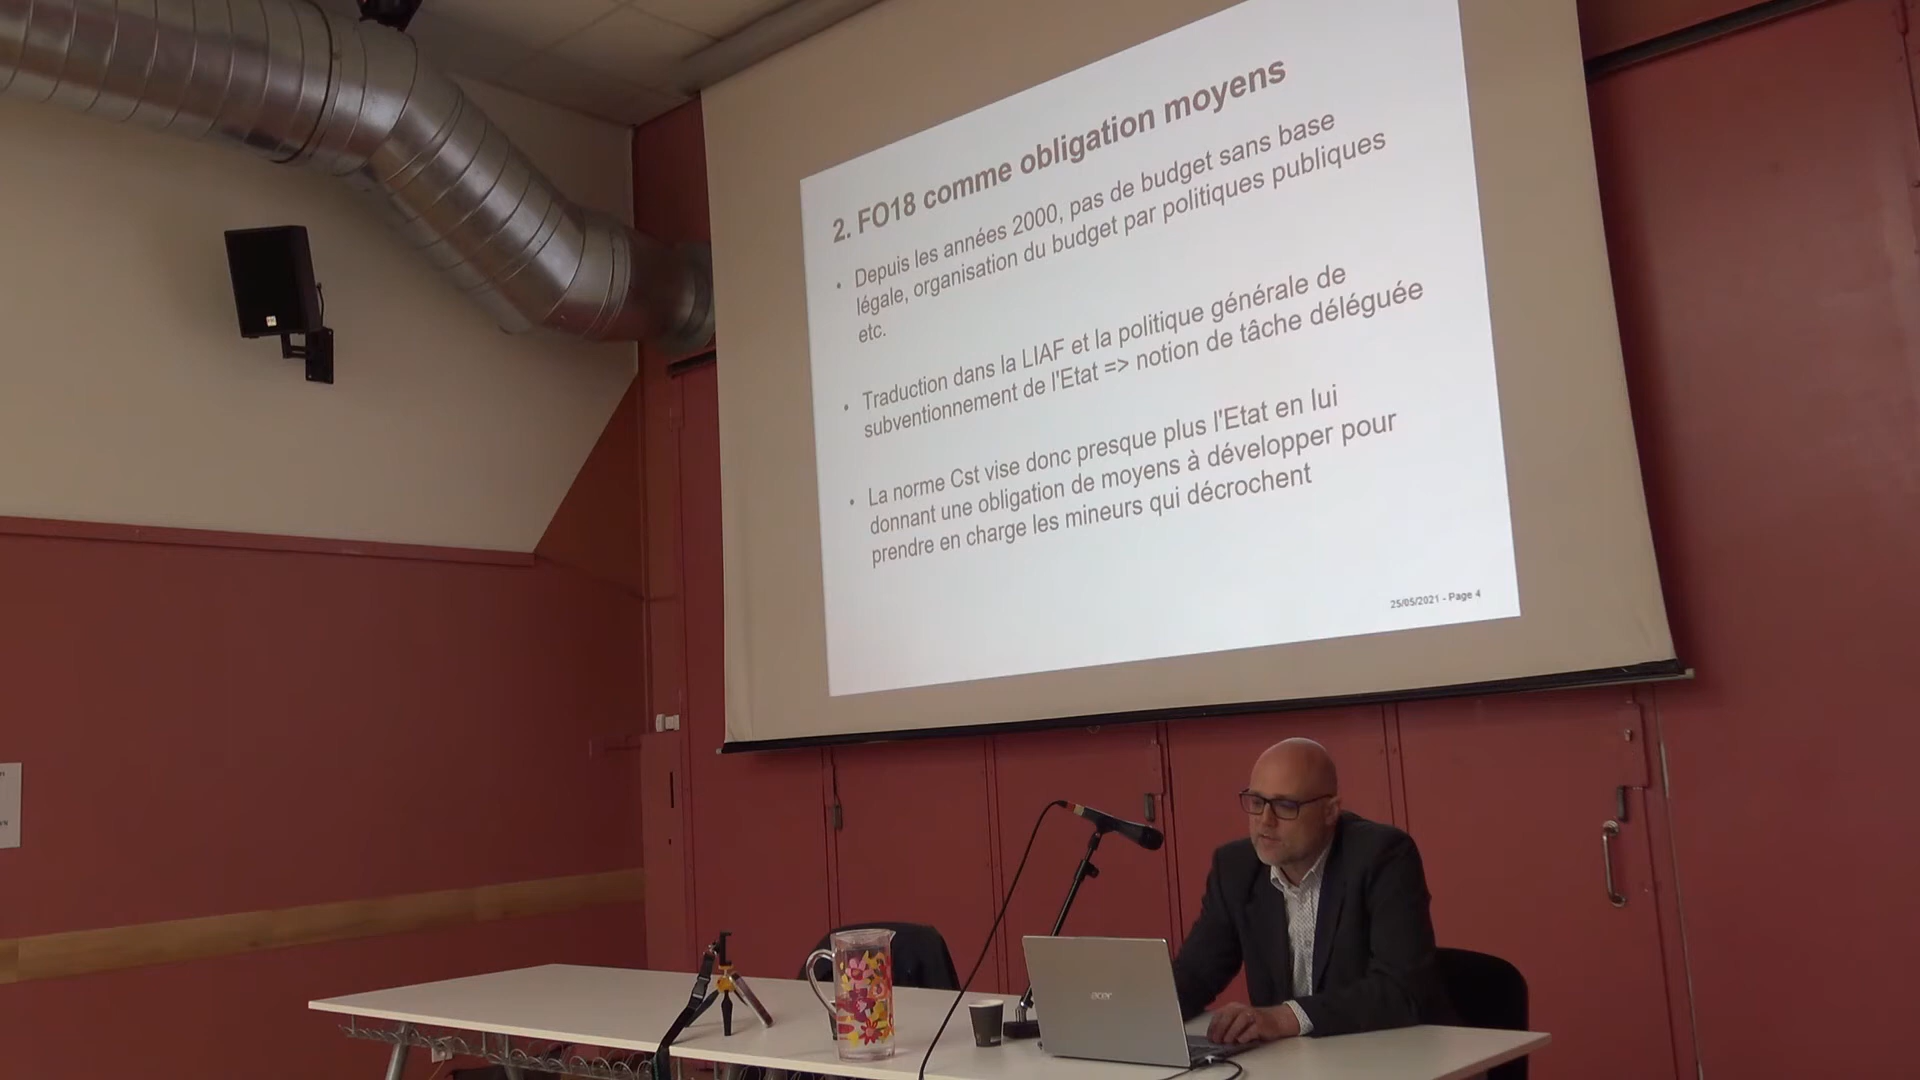 2. FO18 comme obligation moyens
• Depuis les années 2000, pas de budget sans base
légale, organisation du budget par politiques publiques
etc.
• Traduction dans la LIAF et la politique générale de
subventionnement de l'Etat => notion de tâche déléguée
• La norme Cst vise donc presque plus l'Etat en lui
donnant une obligation de moyens à développer pour
prendre en charge les mineurs qui décrochent
25/05/2021 - Page 4
acer